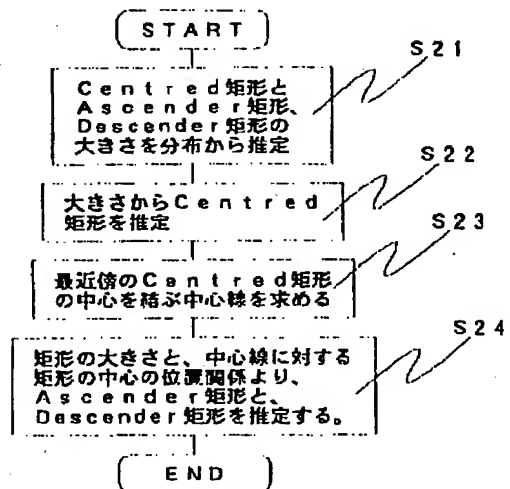 START
S21
Centred矩形と
Ascender矩形、
Descender矩形の
大きさを分布から推定
S22
大きさからCentred
矩形を推定
S23
最近傍のCentred矩形
の中心を結ぶ中心線を求める
S24
矩形の大きさと、中心線に対する
矩形の中心の位置関係より、
Ascender矩形と、
Descender矩形を推定する。
END